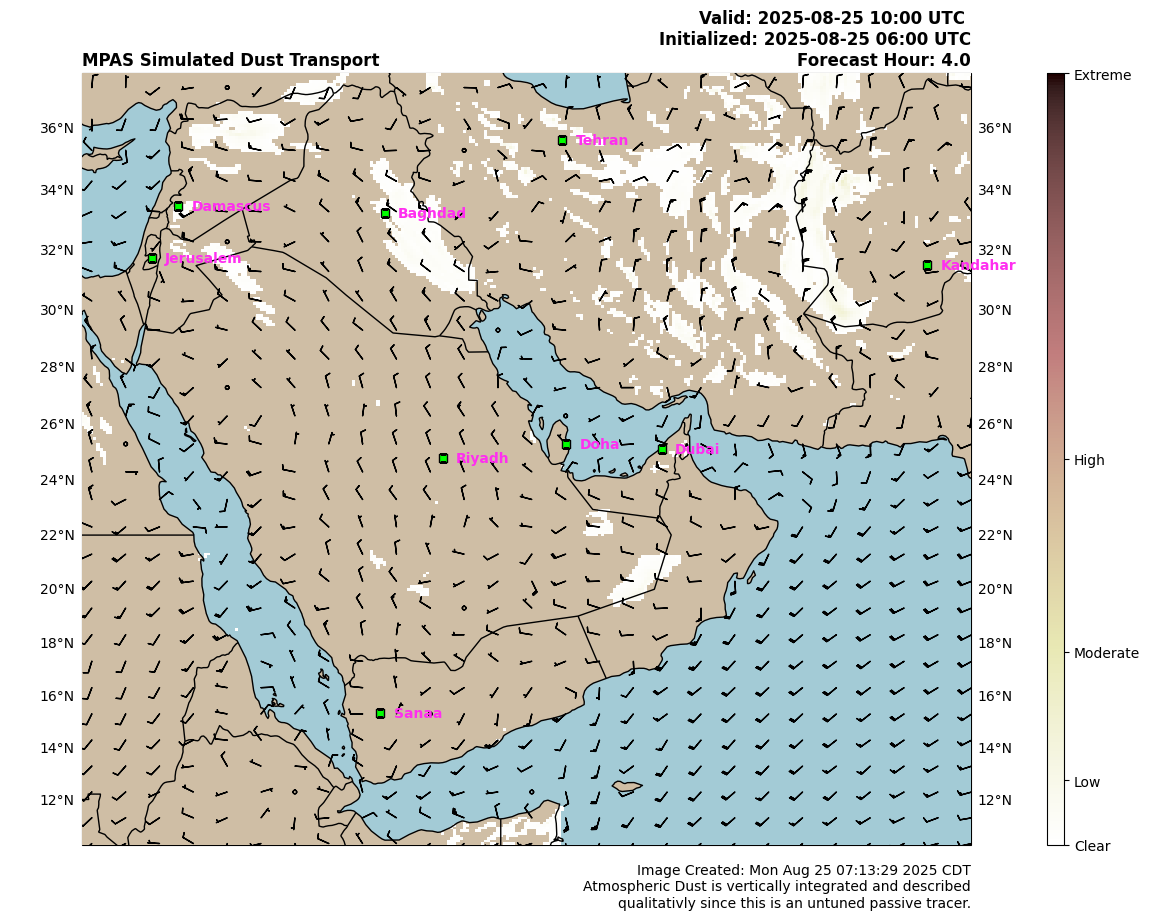 Valid: 2025-08-25 10:00 UTC
Initialized: 2025-08-25 06:00 UTC
MPAS Simulated Dust Transport
Forecast Hour: 4.0
Extreme
36°N
36°N
Tehran
34°N
34°N
Damascus
Baghdad
32°N
32°N
Jerusalem
Kandahar
30°N
30°N
28°N
28°N
26°N
26°N
Doha
Dubai
Riyadh
High
24°N
24°N
22°N
22°N
20°N
20°N
18°N
18°N
Moderate
16°N
16°N
Sanaa
14°N
14°N
Low
12°N
12°N
Clear
Image Created: Mon Aug 25 07:13:29 2025 CDT
Atmospheric Dust is vertically integrated and described
qualitativly since this is an untuned passive tracer.